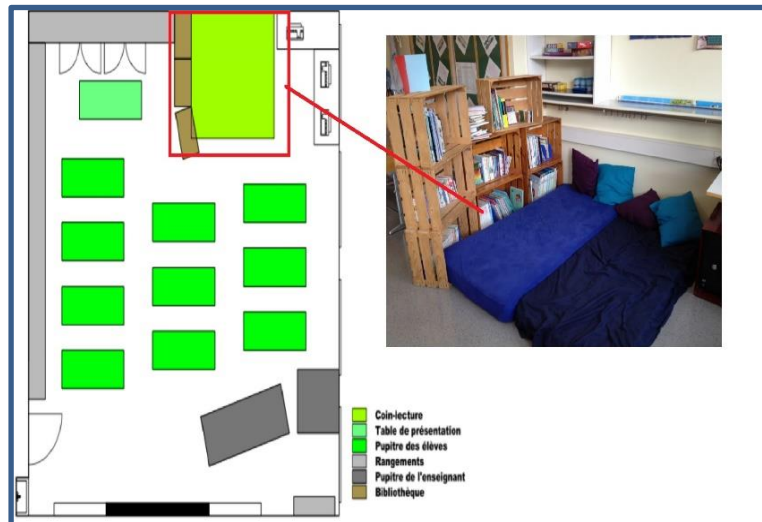 Coin-lecture
Table de présentation
Pupitre des élèves
Rangements
Pupitre de l'enseignant
Bibliothèque